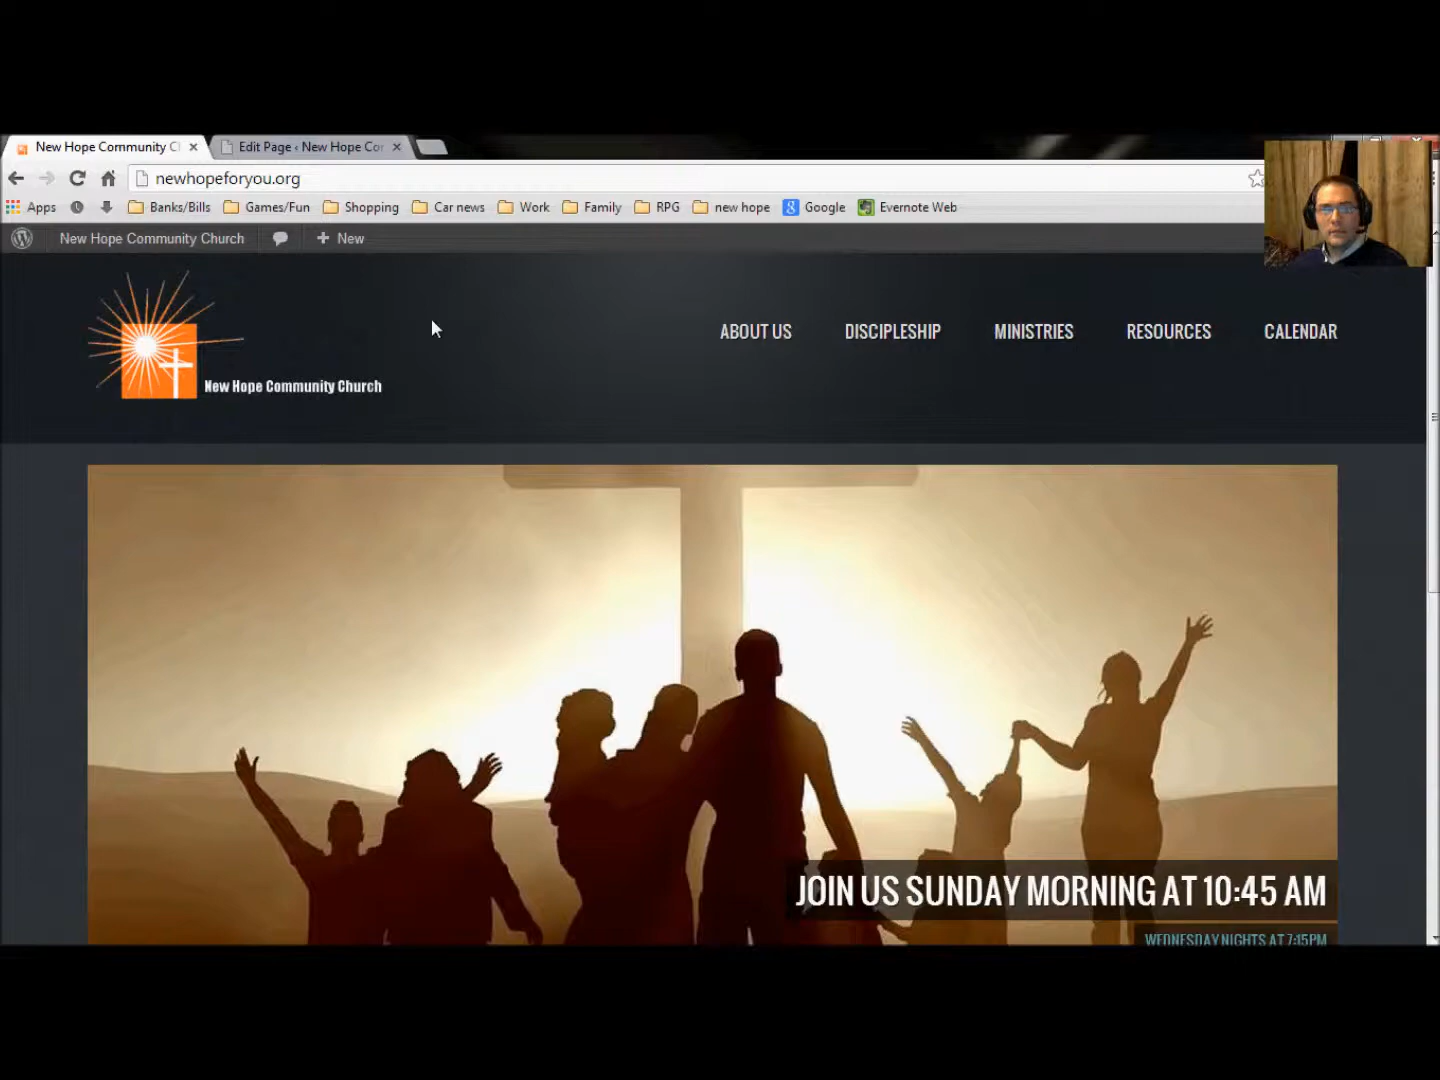 New Hope Community C
Edit Page ‹ New Hope Cor
newhopeforyou.org
Apps Banks/Bills Games/Fun Shopping Car news Work Family RPG new hope Google Evernote Web
New Hope Community Church + New
New Hope Community Church
ABOUT US DISCIPLESHIP MINISTRIES RESOURCES CALENDAR
JOIN US SUNDAY MORNING AT 10:45 AM
WEDNESDAY NIGHTS AT 7:15PM